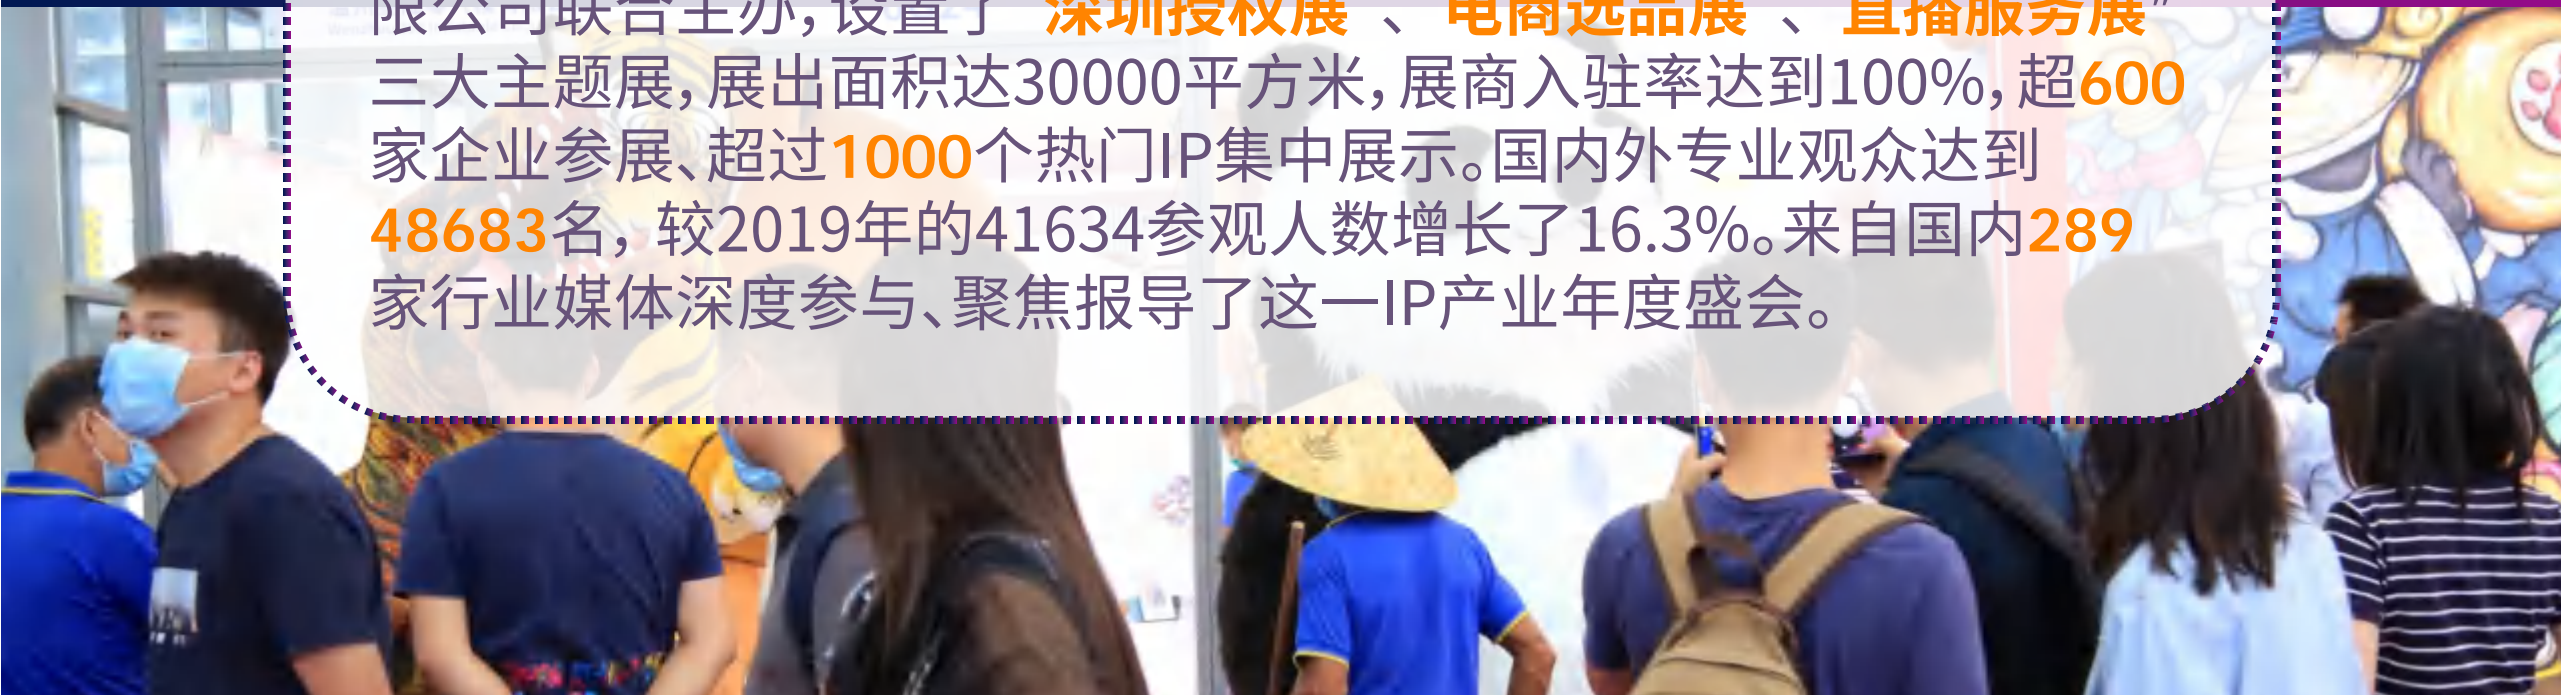 限公司联合主办，设置了“深圳授权展”、“电商选品展”、“直播服务展”
三大主题展，展出面积达30000平方米，展商入驻率达到100%，超600
家企业参展、超过1000个热门IP集中展示。国内外专业观众达到
48683名，较2019年的41634参观人数增长了16.3%。来自国内289
家行业媒体深度参与、聚焦报导了这一IP产业年度盛会。